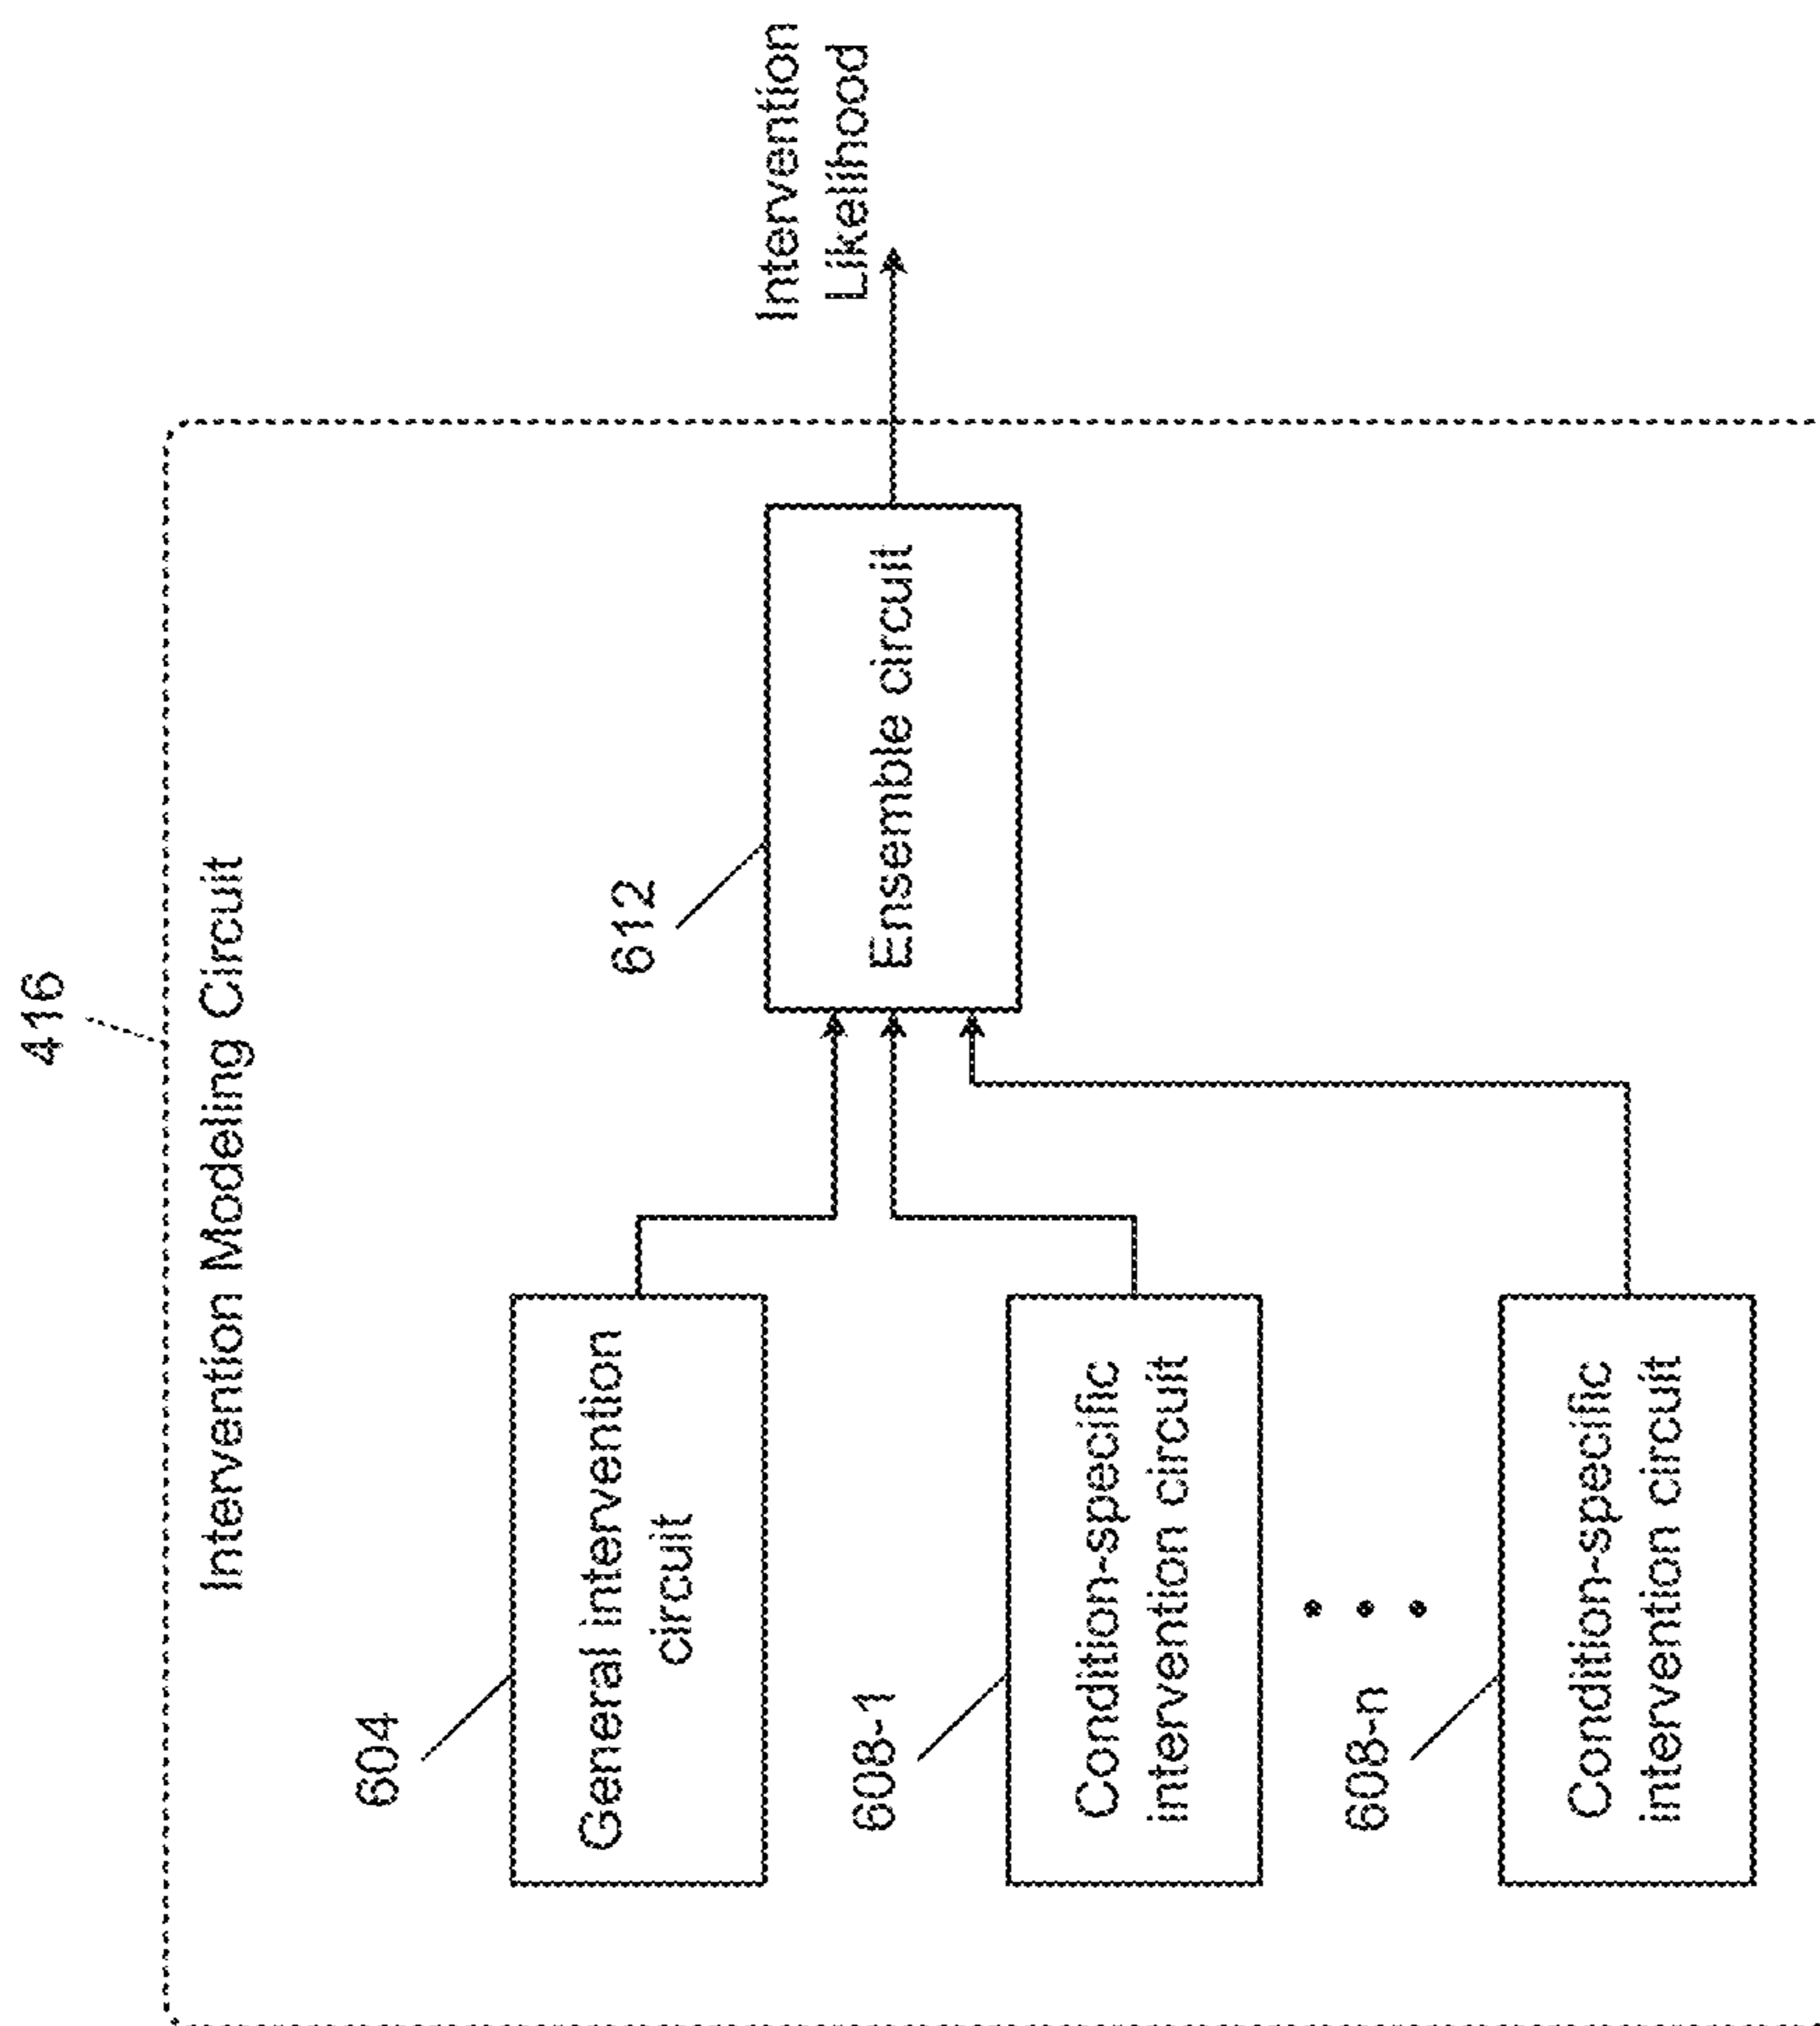 416
Intervention Modeling Circuit
604
General intervention
circuit
608-1
Condition-specific
intervention circuit
608-n
Condition-specific
intervention circuit
612
Ensemble circuit
Intervention
Likelihood